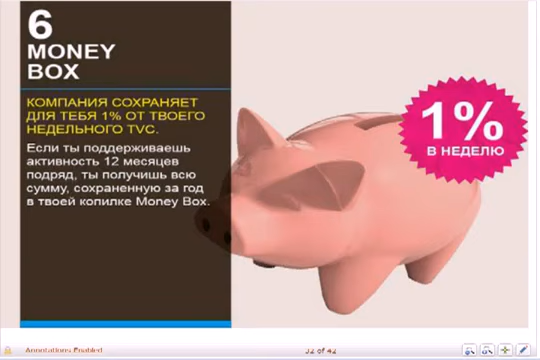 6
MONEY
BOX
КОМПАНИЯ СОХРАНЯЕТ
ДЛЯ ТЕБЯ 1% ОТ ТВОЕГО
НЕДЕЛЬНОГО TVC.
Если ты поддерживаешь
активность 12 месяцев
подряд, ты получишь всю
сумму, сохраненную за год
в твоей копилке Money Box.
1%
В НЕДЕЛЮ
Annotations Enabled
32 of 42